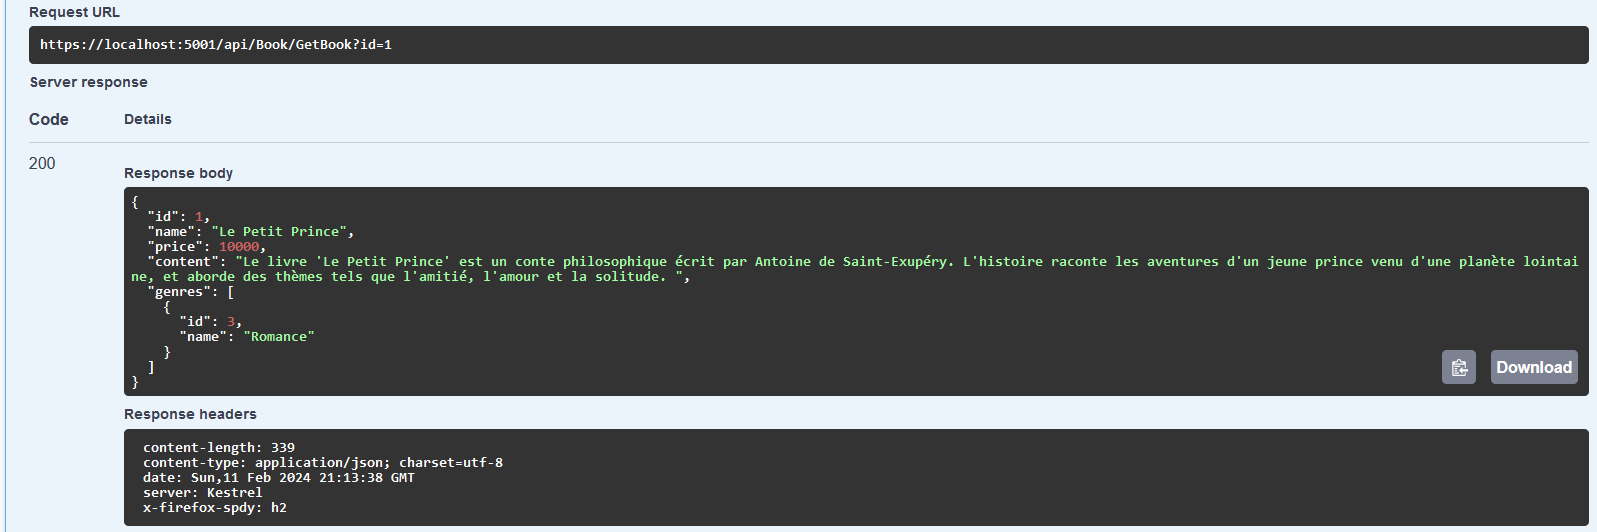 Request URL
https://localhost:5001/api/Book/GetBook?id=1
Server response
Code Details
200
Response body
{
  "id": 1,
  "name": "Le Petit Prince",
  "price": 10000,
  "content": "Le livre 'Le Petit Prince' est un conte philosophique écrit par Antoine de Saint-Exupéry. L'histoire raconte les aventures d'un jeune prince venu d'une planète lointai
ne, et aborde des thèmes tels que l'amitié, l'amour et la solitude. ",
  "genres": [
    {
      "id": 3,
      "name": "Romance"
    }
  ]
}
Download
Response headers
content-length: 339
content-type: application/json; charset=utf-8
date: Sun,11 Feb 2024 21:13:38 GMT
server: Kestrel
x-firefox-spdy: h2